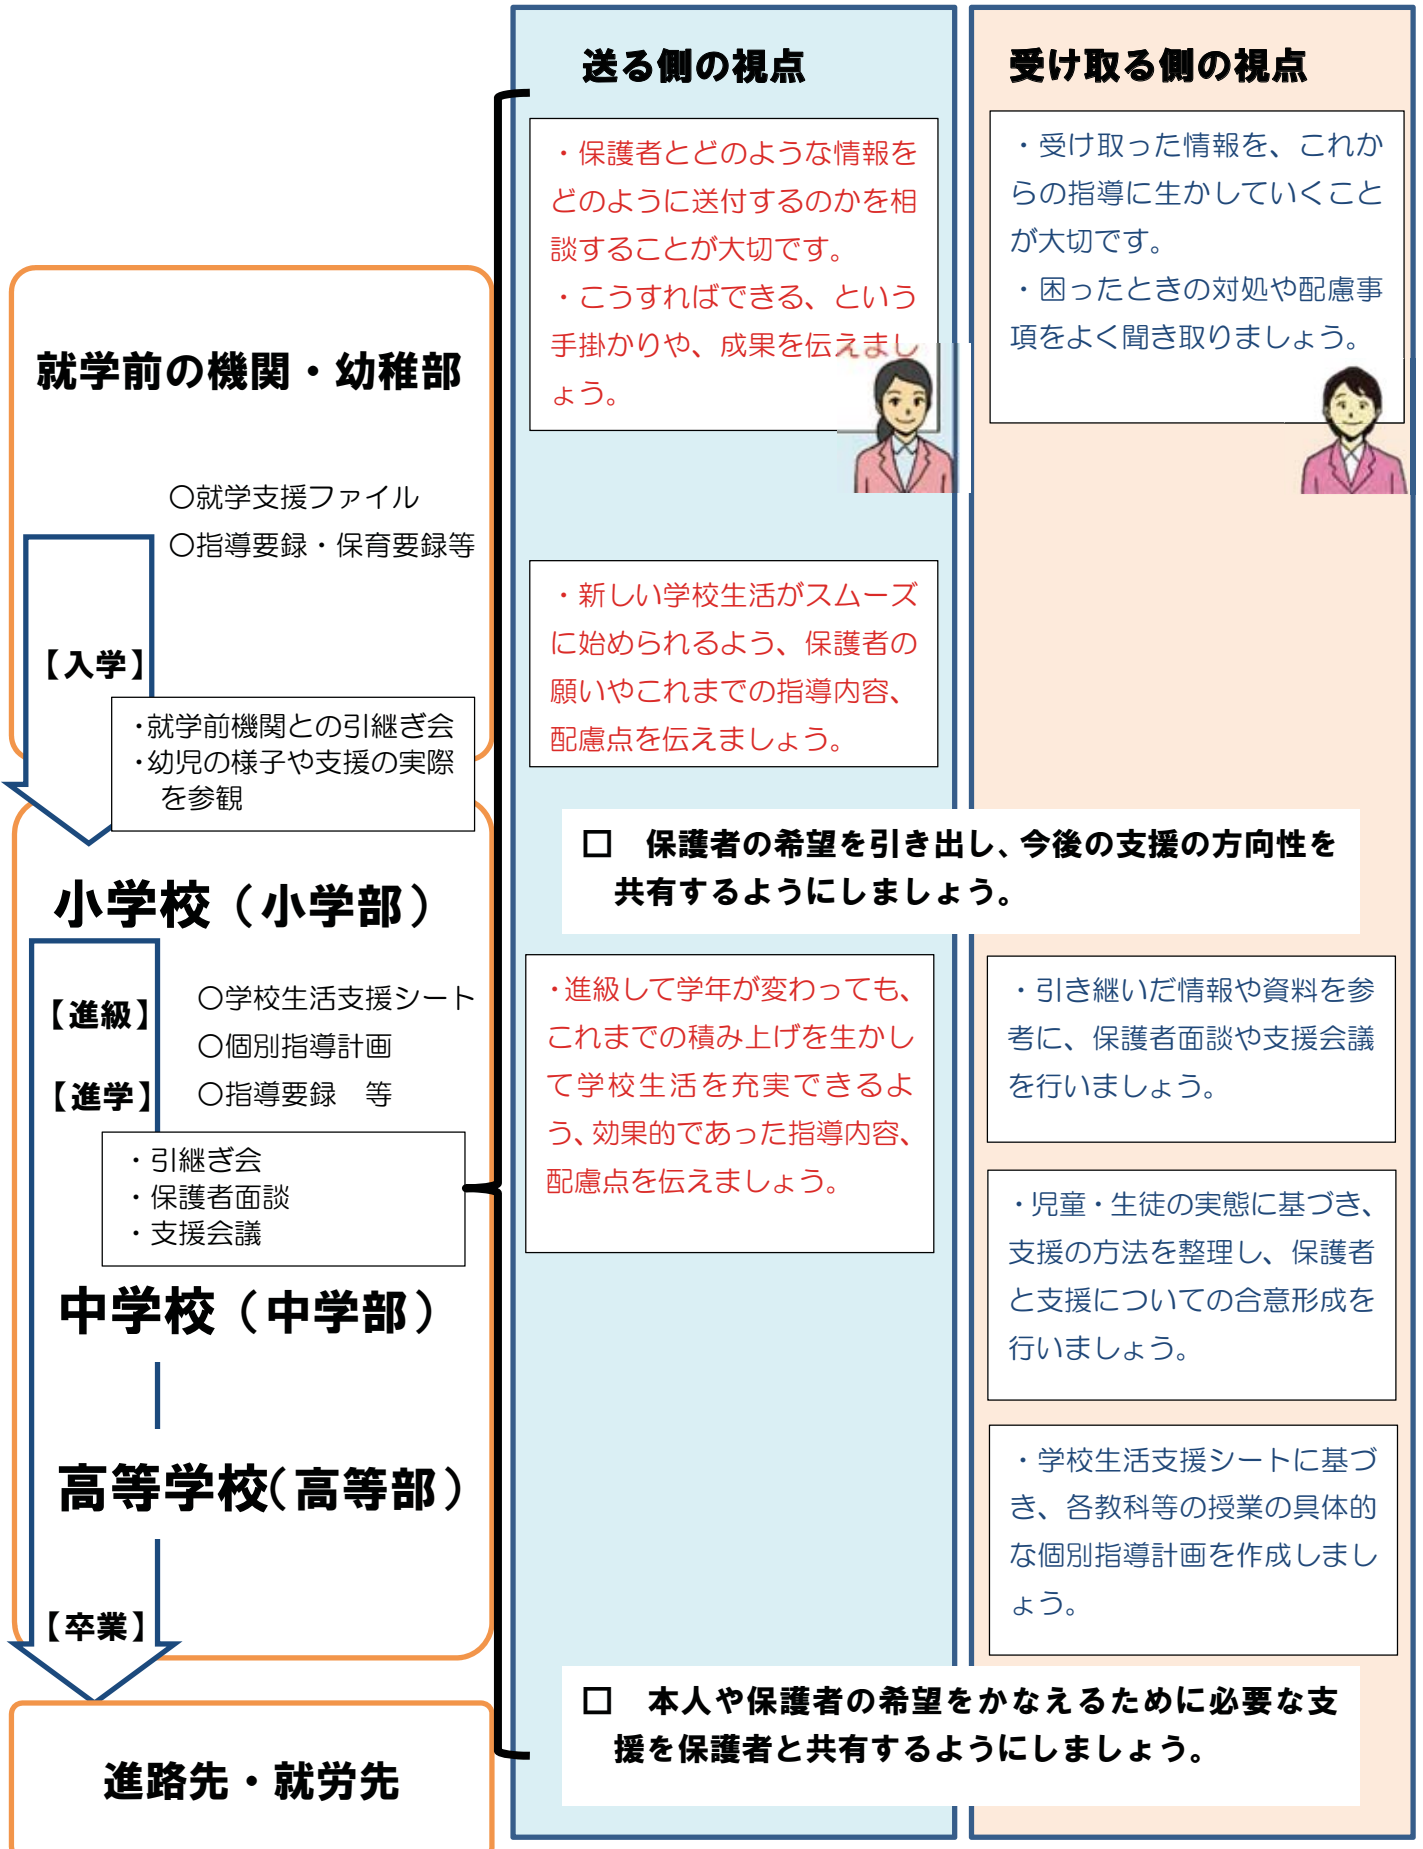 就学前の機関・幼稚部
〇就学支援ファイル
〇指導要録・保育要録等
【入学】
・就学前機関との引継ぎ会
・幼児の様子や支援の実際
を参観
小学校（小学部）
【進級】
〇学校生活支援シート
〇個別指導計画
【進学】
〇指導要録　等
・引継ぎ会
・保護者面談
・支援会議
中学校（中学部）
高等学校（高等部）
【卒業】
進路先・就労先
送る側の視点
・保護者とどのような情報を
どのように送付するのかを相
談することが大切です。
・こうすればできる、という
手掛かりや、成果を伝えまし
ょう。
・新しい学校生活がスムーズ
に始められるよう、保護者の
願いやこれまでの指導内容、
配慮点を伝えましょう。
受け取る側の視点
・受け取った情報を、これか
らの指導に生かしていくこと
が大切です。
・困ったときの対処や配慮事
項をよく聞き取りましょう。
□　保護者の希望を引き出し、今後の支援の方向性を
共有するようにしましょう。
・進級して学年が変わっても、
これまでの積み上げを生かし
て学校生活を充実できるよ
う、効果的であった指導内容、
配慮点を伝えましょう。
・引き継いだ情報や資料を参
考に、保護者面談や支援会議
を行いましょう。
・児童・生徒の実態に基づき、
支援の方法を整理し、保護者
と支援についての合意形成を
行いましょう。
・学校生活支援シートに基づ
き、各教科等の授業の具体的
な個別指導計画を作成しまし
ょう。
□　本人や保護者の希望をかなえるために必要な支
援を保護者と共有するようにしましょう。